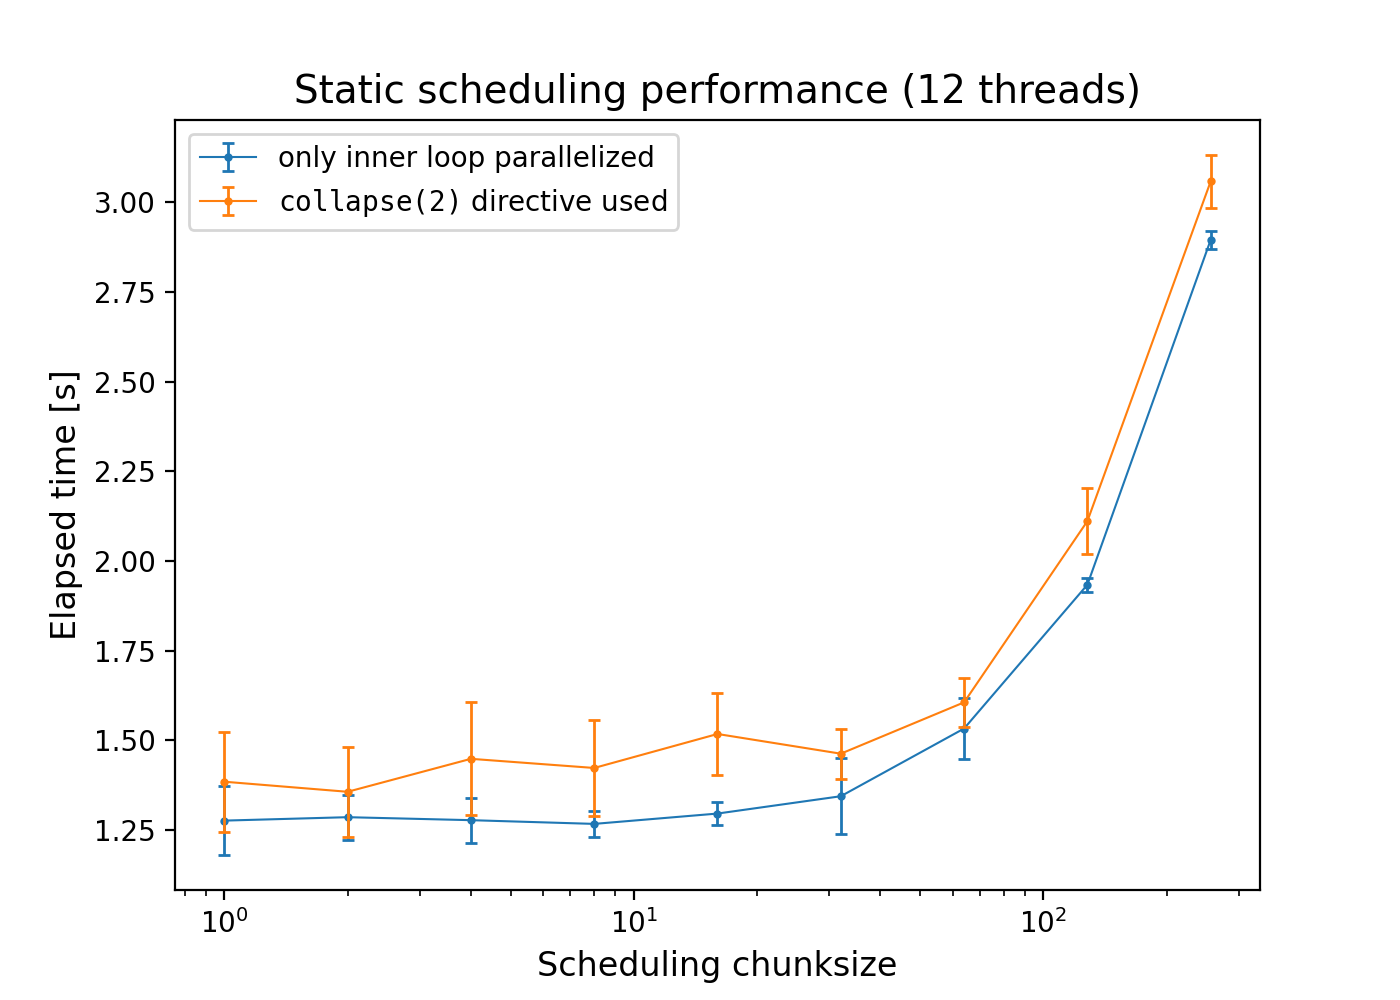 Static scheduling performance (12 threads)
only inner loop parallelized
collapse(2) directive used
3.00
2.75
2.50
2.25
2.00
1.75
1.50
1.25
Elapsed time [s]
10⁰ 10¹ 10²
Scheduling chunksize